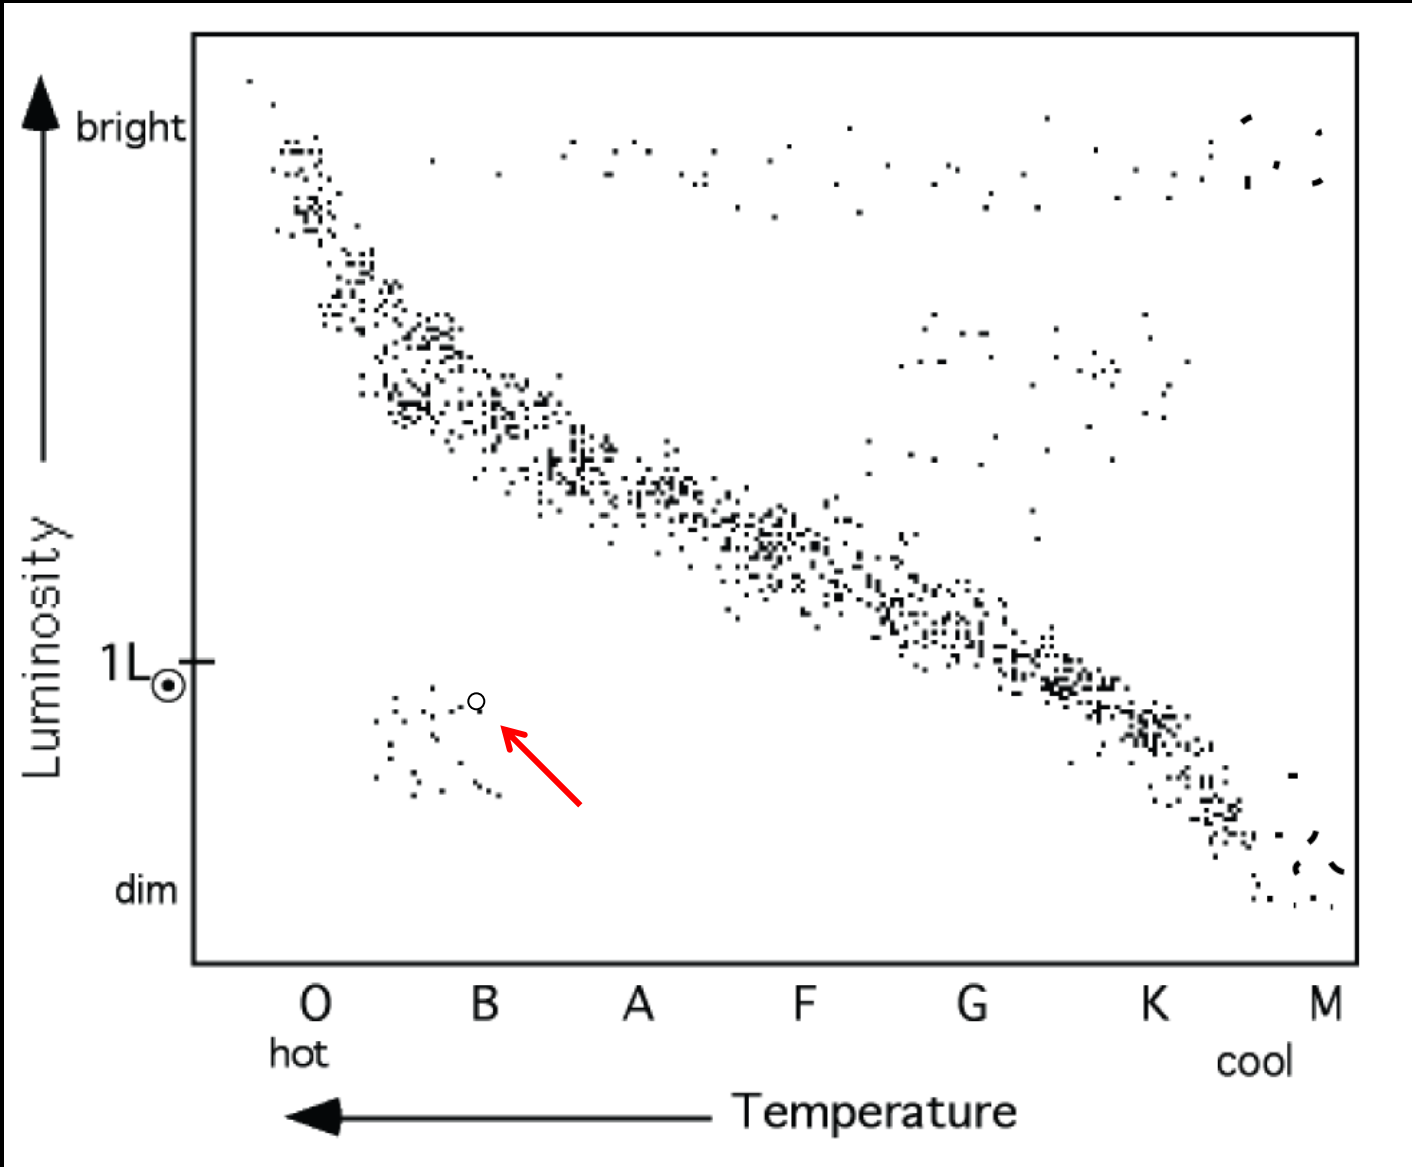 bright
Luminosity
1L☉
dim
O B A F G K M
hot cool
Temperature